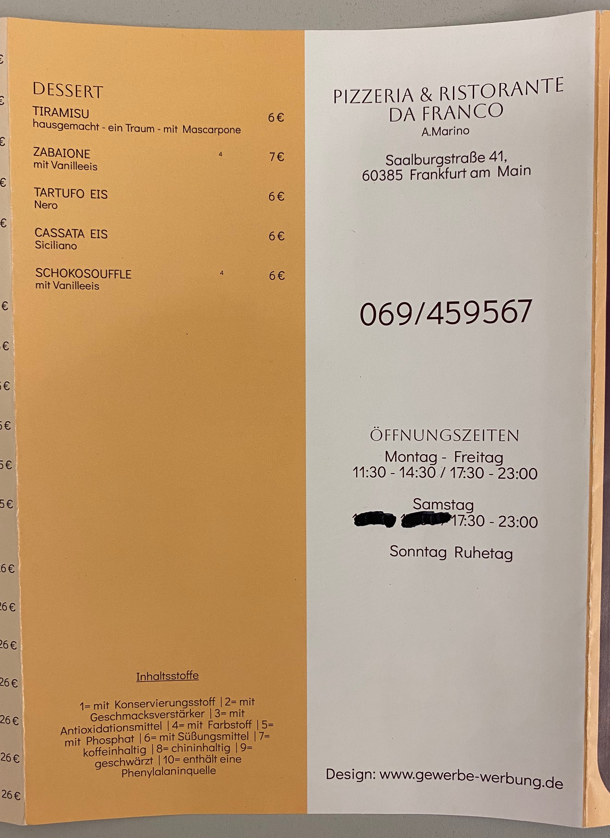 DESSERT
TIRAMISU 6€
hausgemacht - ein Traum - mit Mascarpone
ZABAIONE 4 7€
mit Vanilleeis
TARTUFO EIS 6€
Nero
CASSATA EIS 6€
Siciliano
SCHOKOSOUFFLE 4 6€
mit Vanilleeis
Inhaltsstoffe
1= mit Konservierungsstoff | 2= mit
Geschmacksverstärker | 3= mit
Antioxidationsmittel | 4= mit Farbstoff | 5=
mit Phosphat | 6= mit Süßungsmittel | 7=
koffeinhaltig | 8= chininhaltig | 9=
geschwärzt | 10= enthält eine
Phenylalaninquelle
PIZZERIA & RISTORANTE
DA FRANCO
A.Marino
Saalburgstraße 41,
60385 Frankfurt am Main
069/459567
ÖFFNUNGSZEITEN
Montag - Freitag
11:30 - 14:30 / 17:30 - 23:00
Samstag
17:30 - 23:00
Sonntag Ruhetag
Design: www.gewerbe-werbung.de